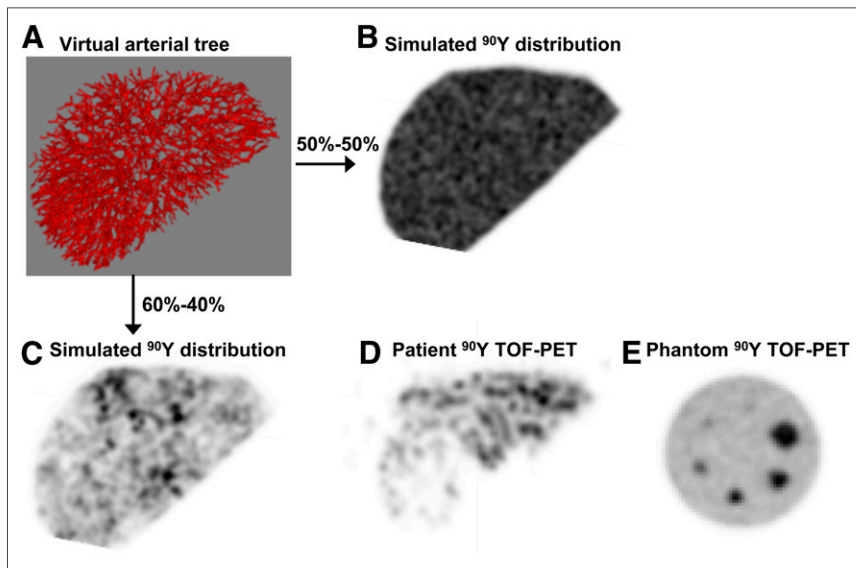 A Virtual arterial tree
B Simulated ⁹⁰Y distribution
50%-50%
60%-40%
C Simulated ⁹⁰Y distribution
D Patient ⁹⁰Y TOF-PET
E Phantom ⁹⁰Y TOF-PET